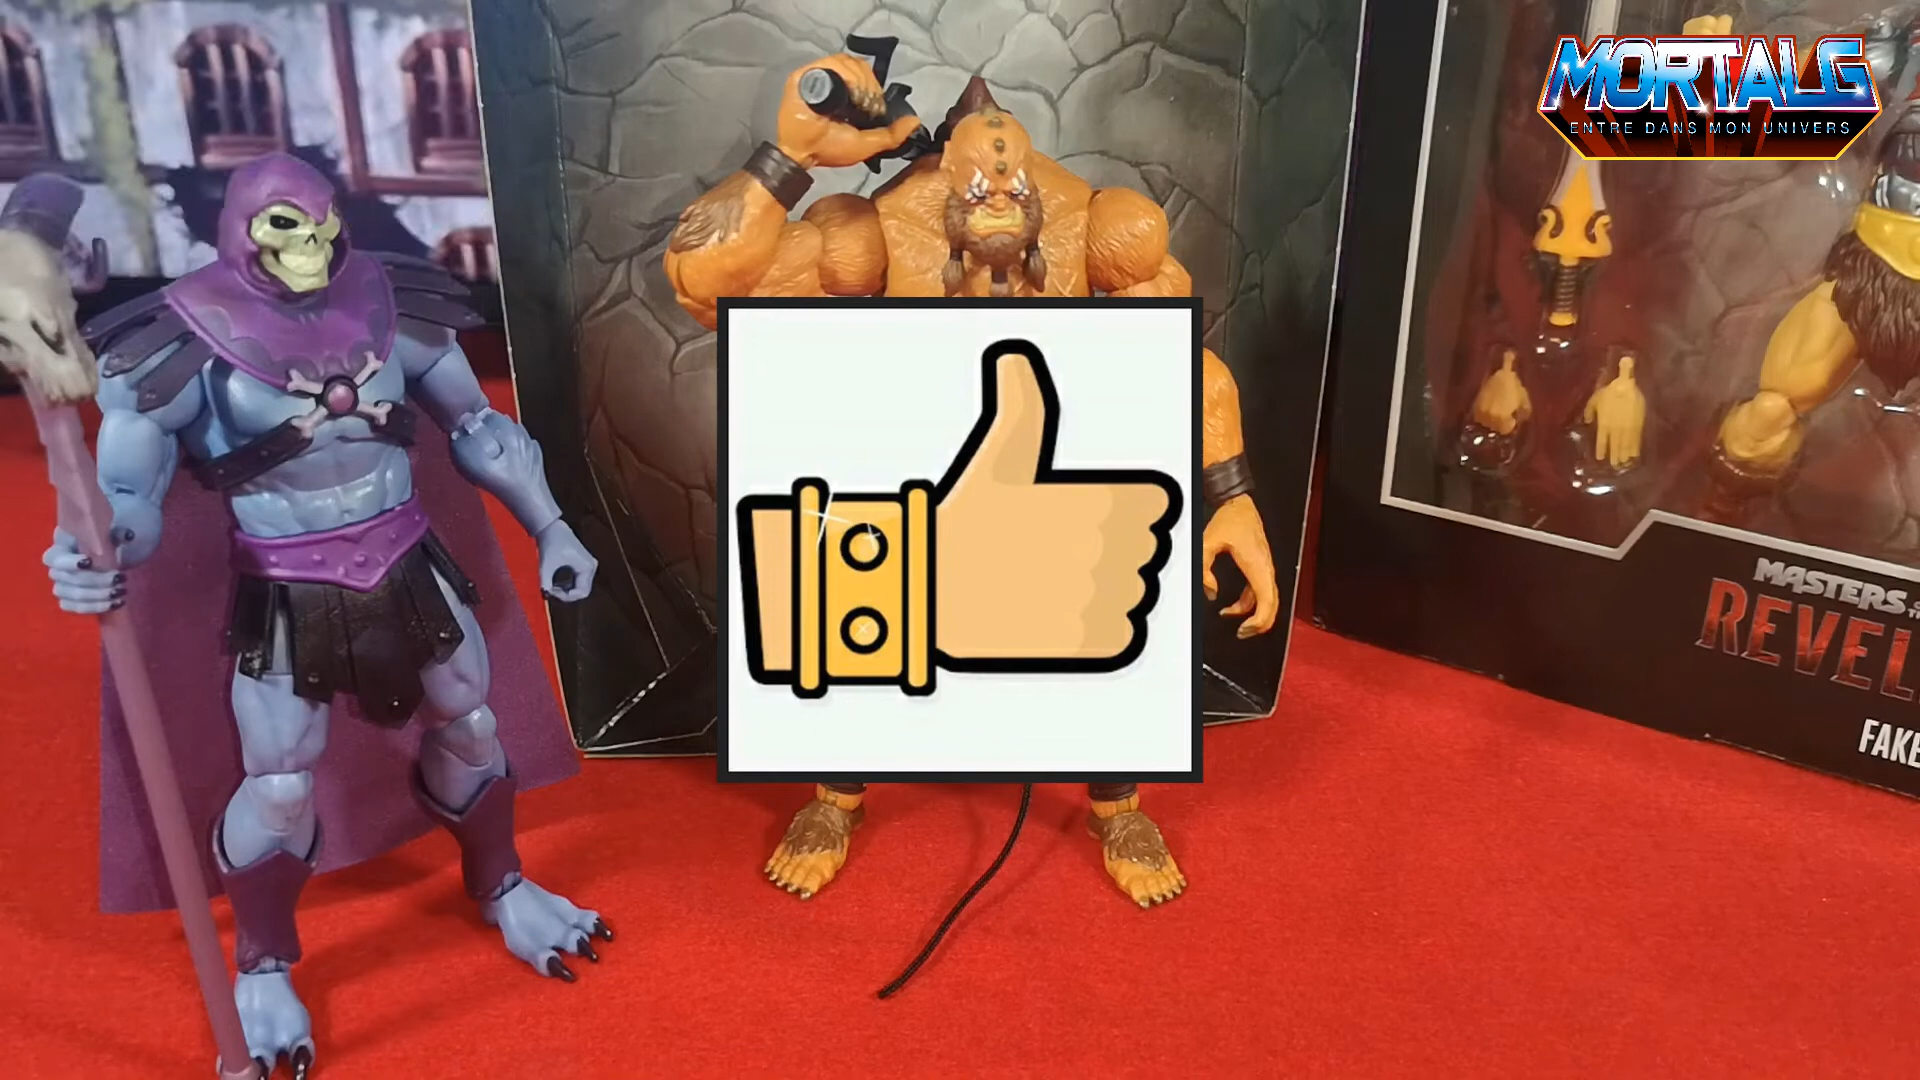 MORTALG
ENTRE DANS MON UNIVERS
MASTERS
REVEL
FAKE